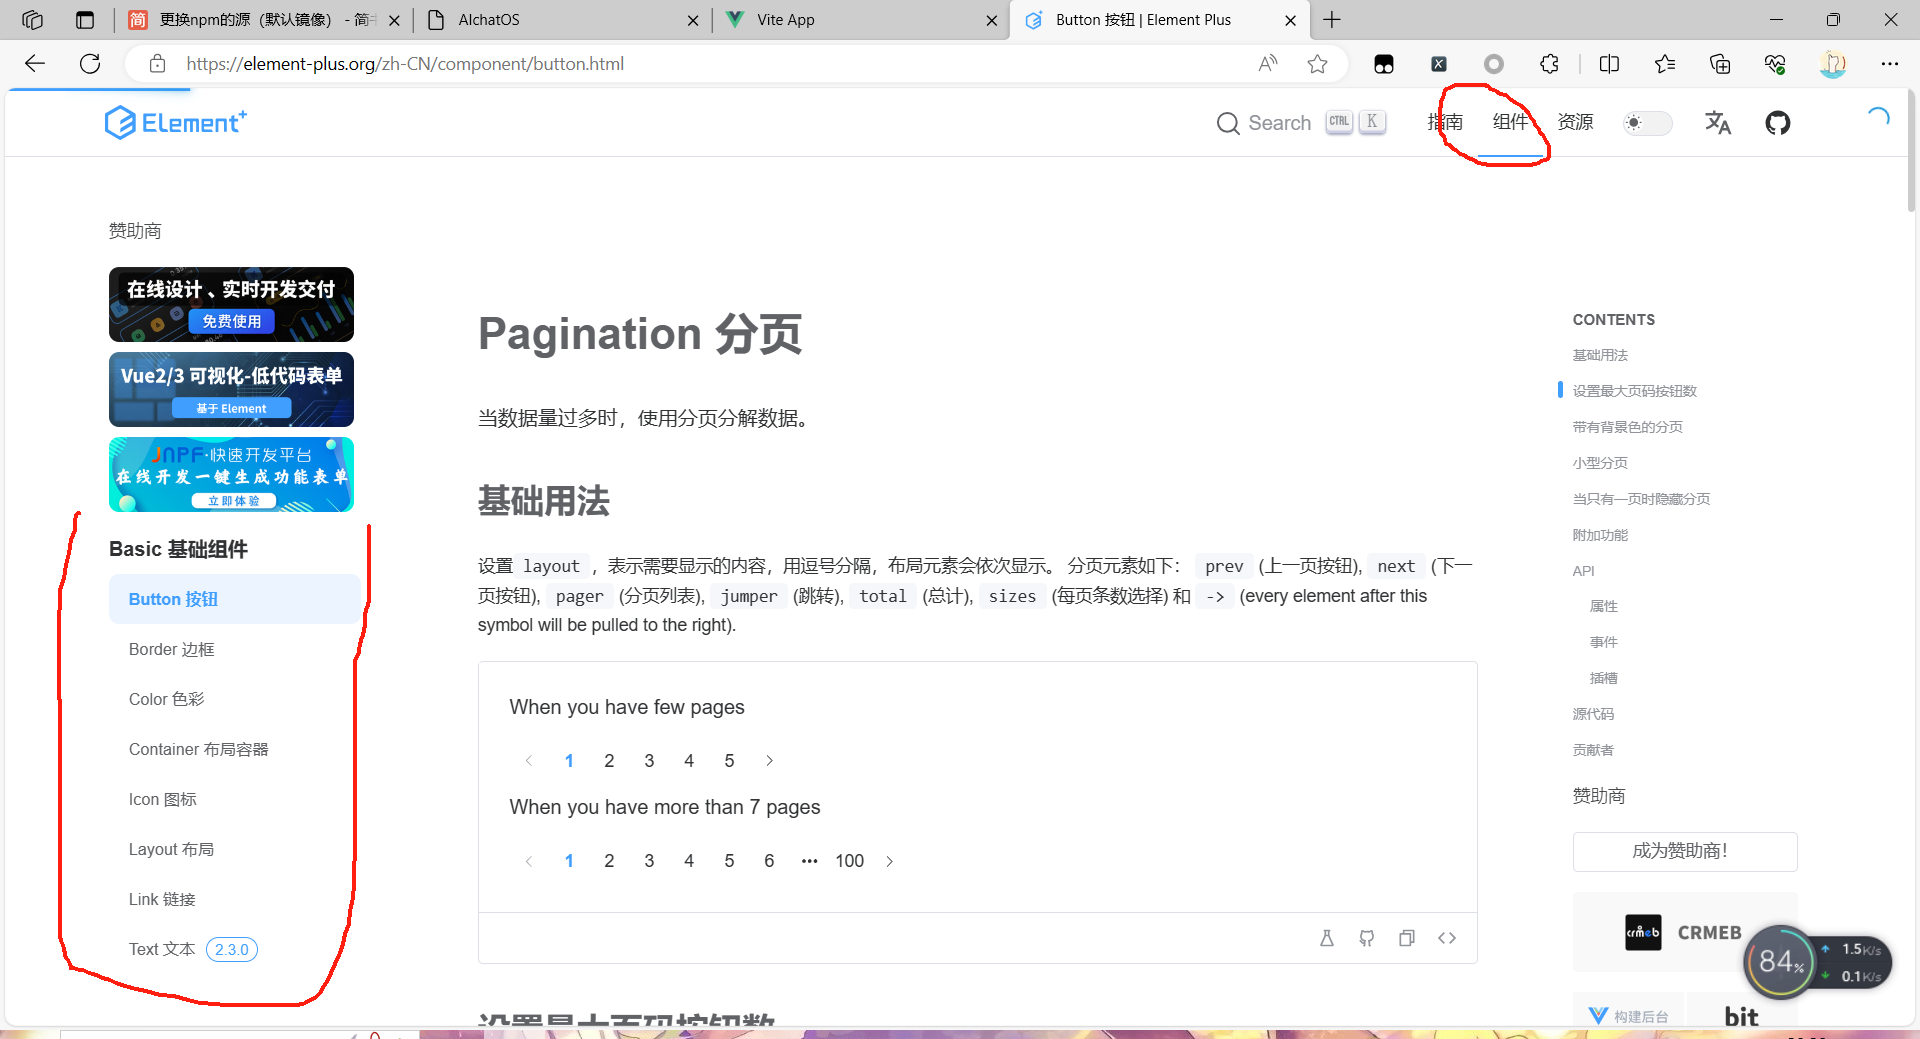 更换npm的源（默认镜像） - 简书
AIchatOS
Vite App
Button 按钮 | Element Plus
https://element-plus.org/zh-CN/component/button.html
Element+
Search
CTRL K
指南
组件
资源
赞助商
在线设计、实时开发交付
免费使用
Vue2/3 可视化-低代码表单
基于 Element
JNPF·快速开发平台
在线开发一键生成功能表单
立即体验
Basic 基础组件
Button 按钮
Border 边框
Color 色彩
Container 布局容器
Icon 图标
Layout 布局
Link 链接
Text 文本 2.3.0
Pagination 分页
当数据量过多时，使用分页分解数据。
基础用法
设置 layout ，表示需要显示的内容，用逗号分隔，布局元素会依次显示。 分页元素如下： prev (上一页按钮), next (下一
页按钮), pager (分页列表), jumper (跳转), total (总计), sizes (每页条数选择) 和 -> (every element after this
symbol will be pulled to the right).
When you have few pages
1 2 3 4 5
When you have more than 7 pages
1 2 3 4 5 6 ••• 100
设置最大页码按钮数
CONTENTS
基础用法
设置最大页码按钮数
带有背景色的分页
小型分页
当只有一页时隐藏分页
附加功能
API
属性
事件
插槽
源代码
贡献者
赞助商
成为赞助商!
crmeb CRMEB
84%
1.5K/s
0.1K/s
构建后台
bit